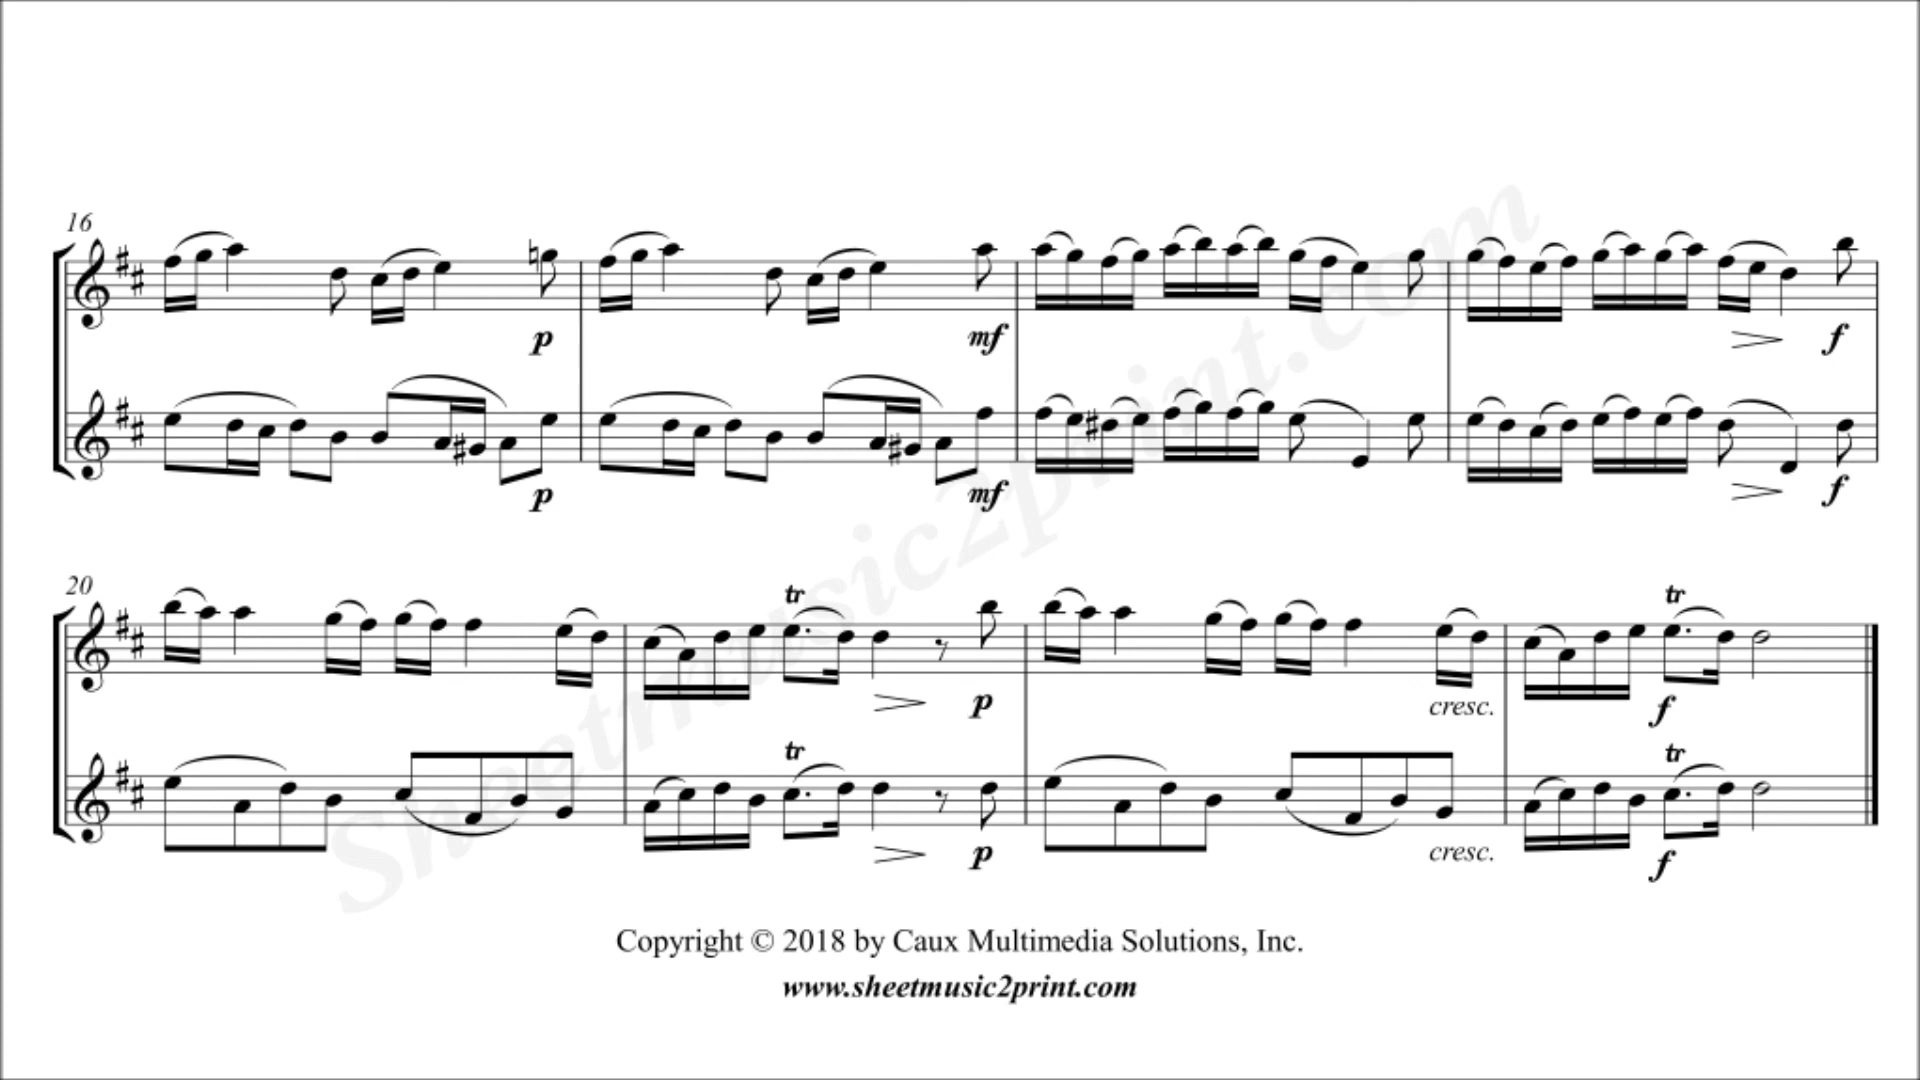 16
p mf f
p mf f
20
tr tr
p cresc. f
tr tr
p cresc. f
Sheetmusic2print.com
Copyright © 2018 by Caux Multimedia Solutions, Inc.
www.sheetmusic2print.com